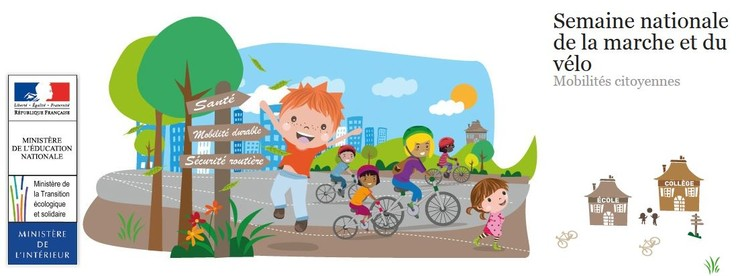 Liberté • Égalité • Fraternité
RÉPUBLIQUE FRANÇAISE
MINISTÈRE
DE L'ÉDUCATION
NATIONALE
Ministère de
la Transition
écologique
et solidaire
MINISTÈRE
DE
L'INTÉRIEUR
Santé
Mobilité durable
Sécurité routière
Semaine nationale
de la marche et du
vélo
Mobilités citoyennes
ÉCOLE
COLLÈGE